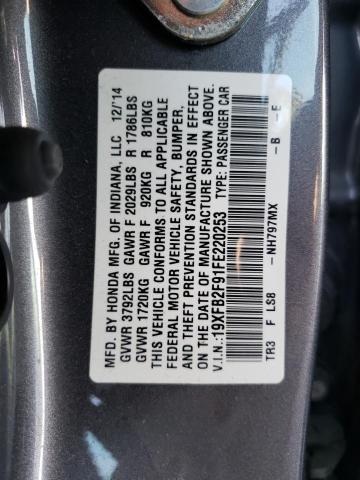 MFD. BY HONDA MFG. OF INDIANA, LLC 12/'14
GVWR 3792LBS GAWR F 2029LBS R 1786LBS
GVWR 1720KG GAWR F 920KG R 810KG
THIS VEHICLE CONFORMS TO ALL APPLICABLE
FEDERAL MOTOR VEHICLE SAFETY, BUMPER,
AND THEFT PREVENTION STANDARDS IN EFFECT
ON THE DATE OF MANUFACTURE SHOWN ABOVE.
V.I.N.: 19XFB2F91FE220253 TYPE: PASSENGER CAR
-NH797MX -B -E
TR3 F LS8